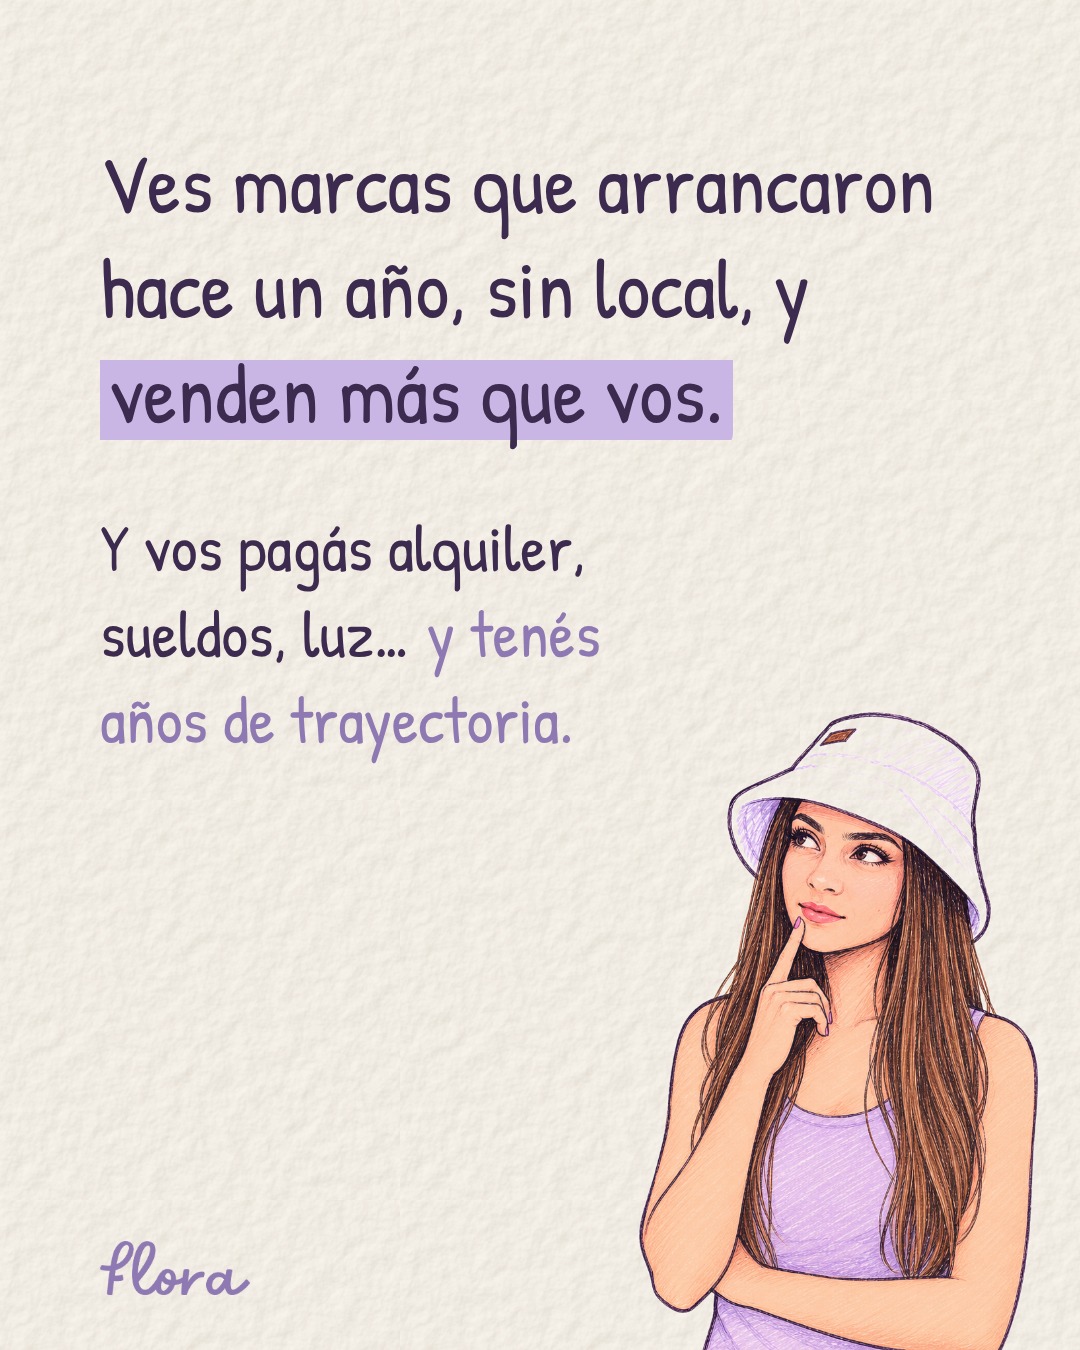 Ves marcas que arrancaron
hace un año, sin local, y
venden más que vos.
Y vos pagás alquiler,
sueldos, luz... y tenés
años de trayectoria.
flora